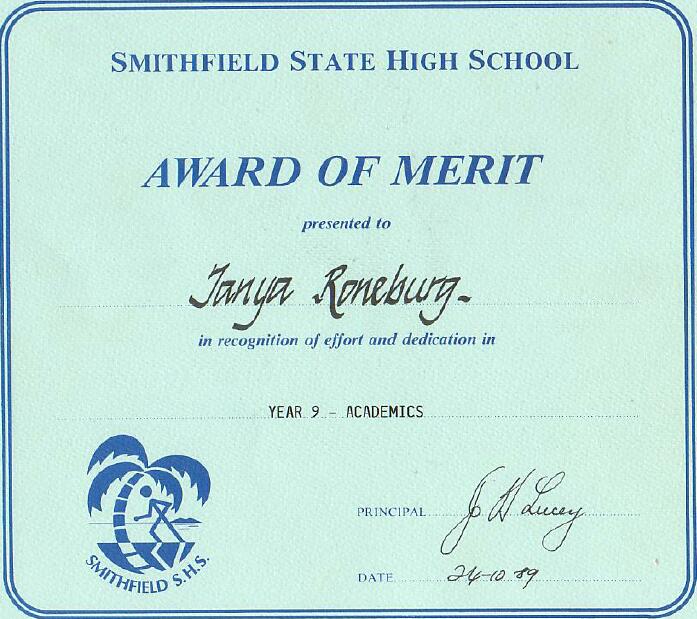 SMITHFIELD STATE HIGH SCHOOL
AWARD OF MERIT
presented to
Tanya Roneburg
in recognition of effort and dedication in
YEAR 9 - ACADEMICS
PRINCIPAL
DATE 24-10-89
SMITHFIELD S.H.S.